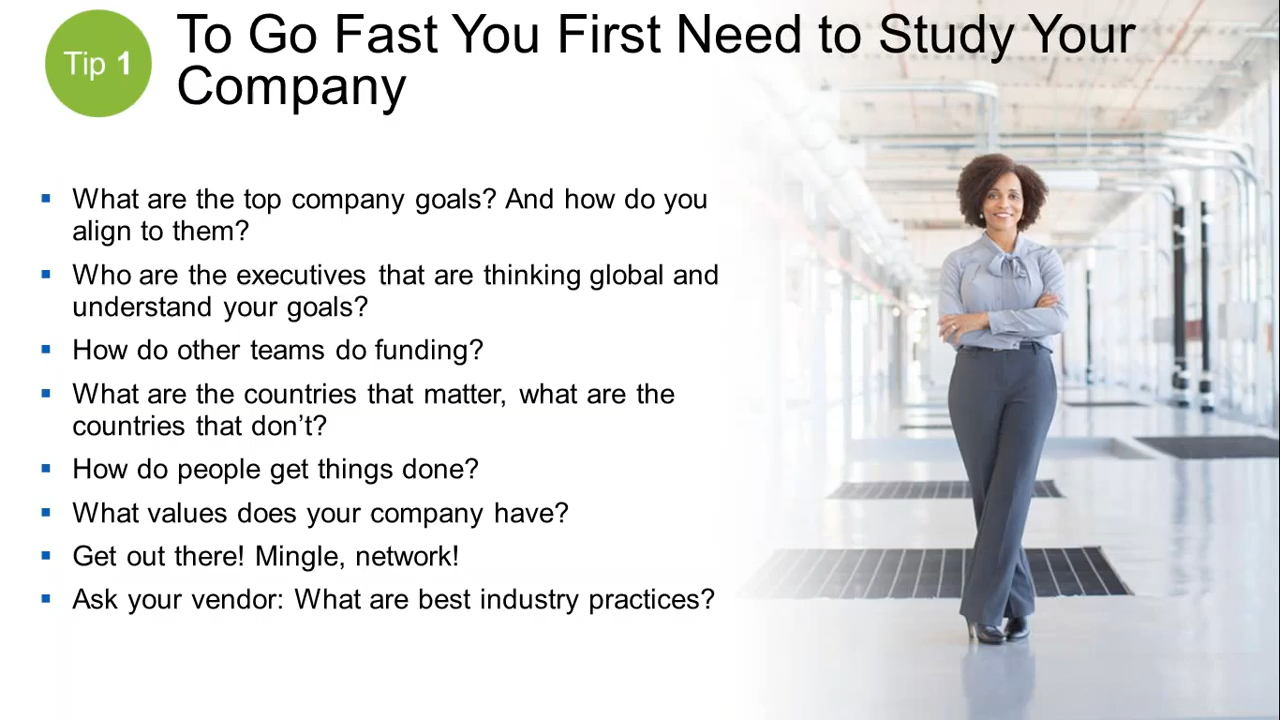 Tip 1
To Go Fast You First Need to Study Your
Company
What are the top company goals? And how do you
align to them?
Who are the executives that are thinking global and
understand your goals?
How do other teams do funding?
What are the countries that matter, what are the
countries that don’t?
How do people get things done?
What values does your company have?
Get out there! Mingle, network!
Ask your vendor: What are best industry practices?